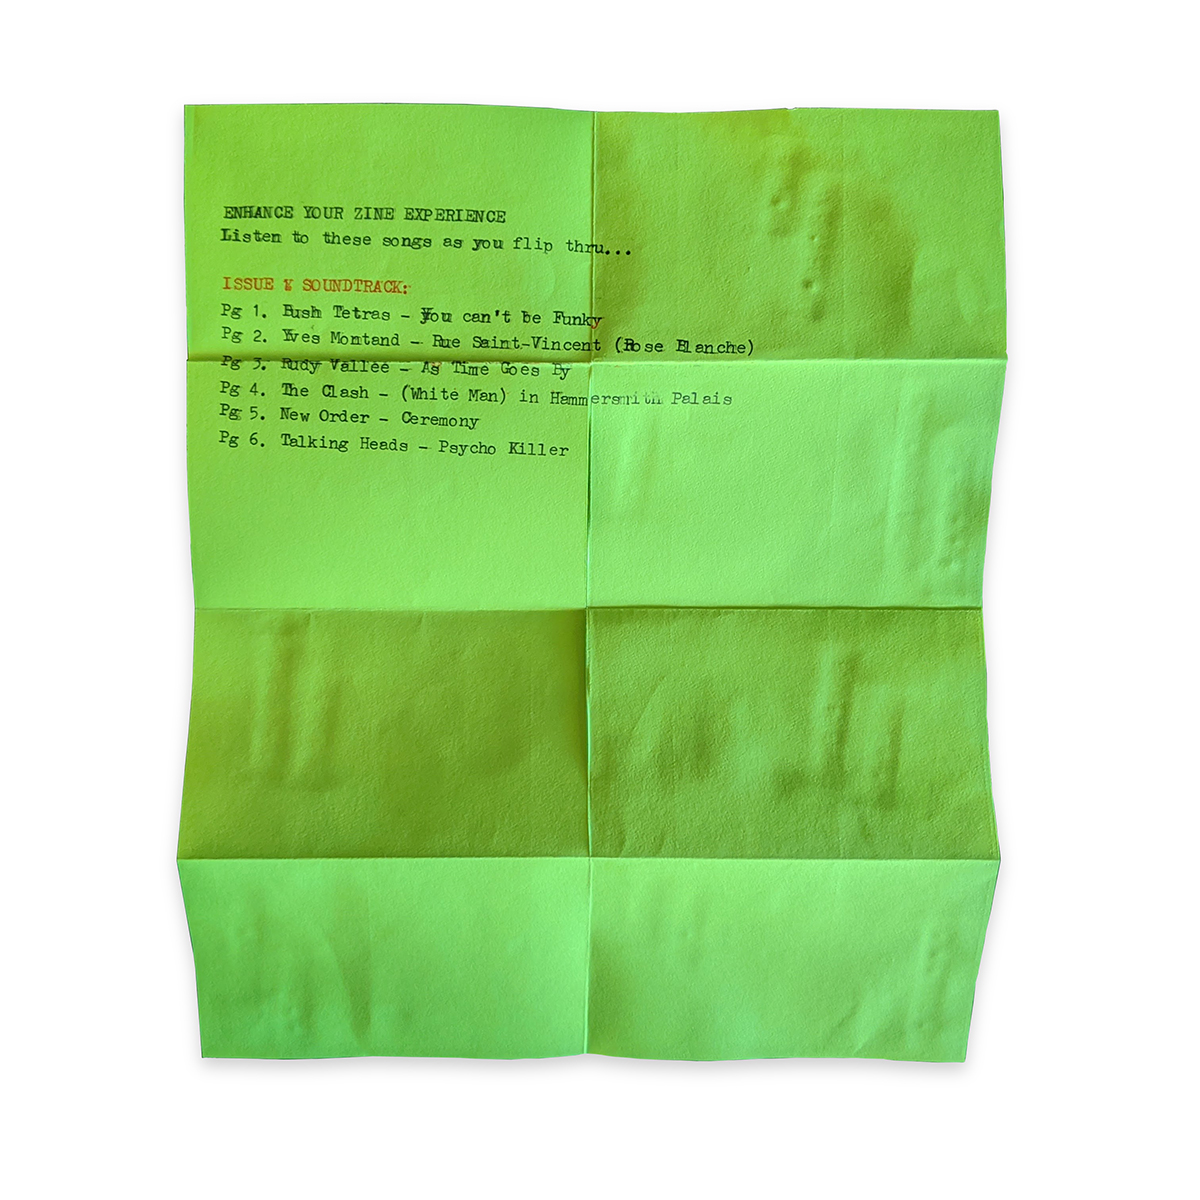 ENHANCE YOUR ZINE EXPERIENCE
Listen to these songs as you flip thru...
ISSUE SOUNDTRACK:
Pg 1. Bush Tetras - You can't be Funky
Pg 2. Yves Montand - Rue Saint-Vincent (Rose Blanche)
Pg 3. Rudy Vallée - As Time Goes By
Pg 4. The Clash - (White Man) in Hammersmith Palais
Pg 5. New Order - Ceremony
Pg 6. Talking Heads - Psycho Killer